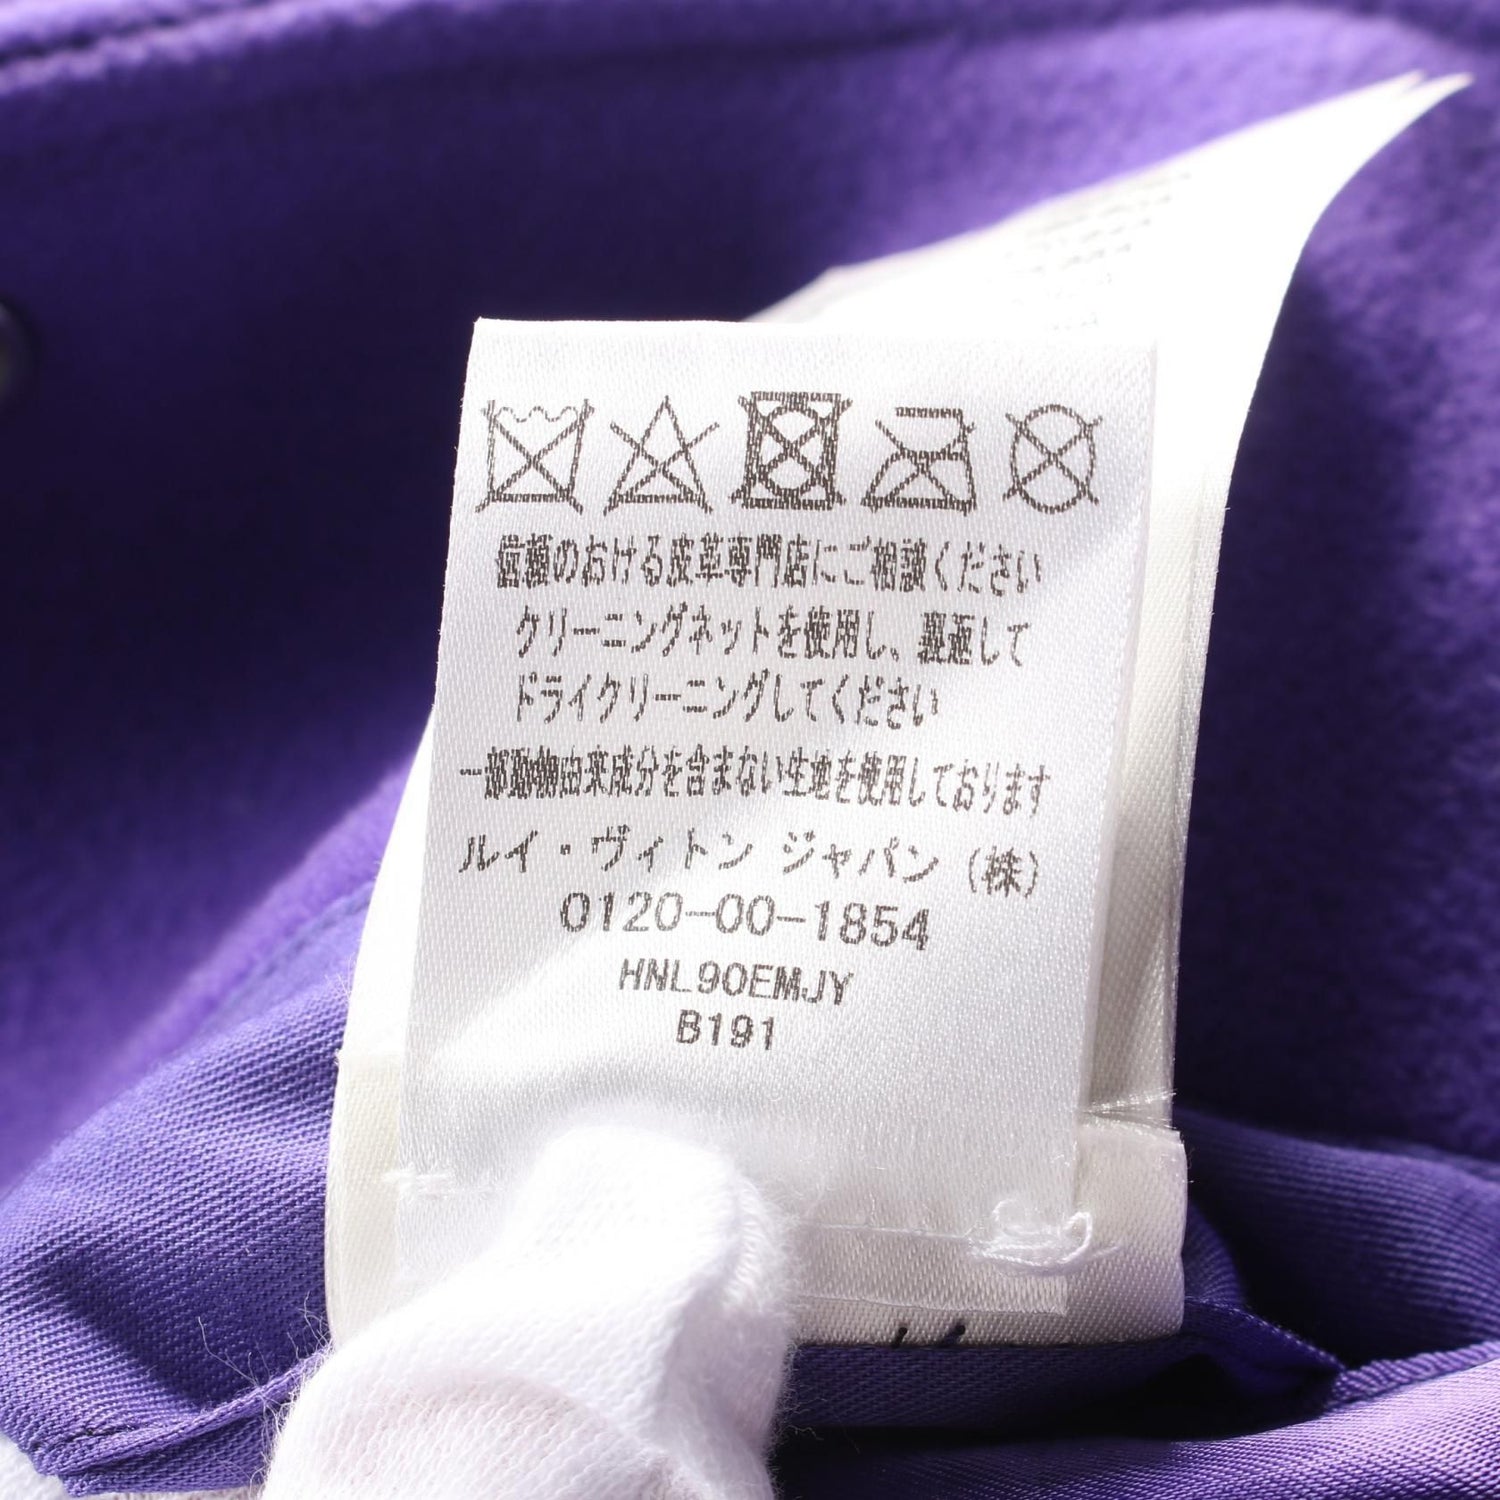 信頼のおける皮革専門店にご相談ください
クリーニングネットを使用し、裏返して
ドライクリーニングしてください
一部動物由来成分を含まない生地を使用しております
ルイ・ヴィトン ジャパン（株）
0120-00-1854
HNL90EMJY
B191